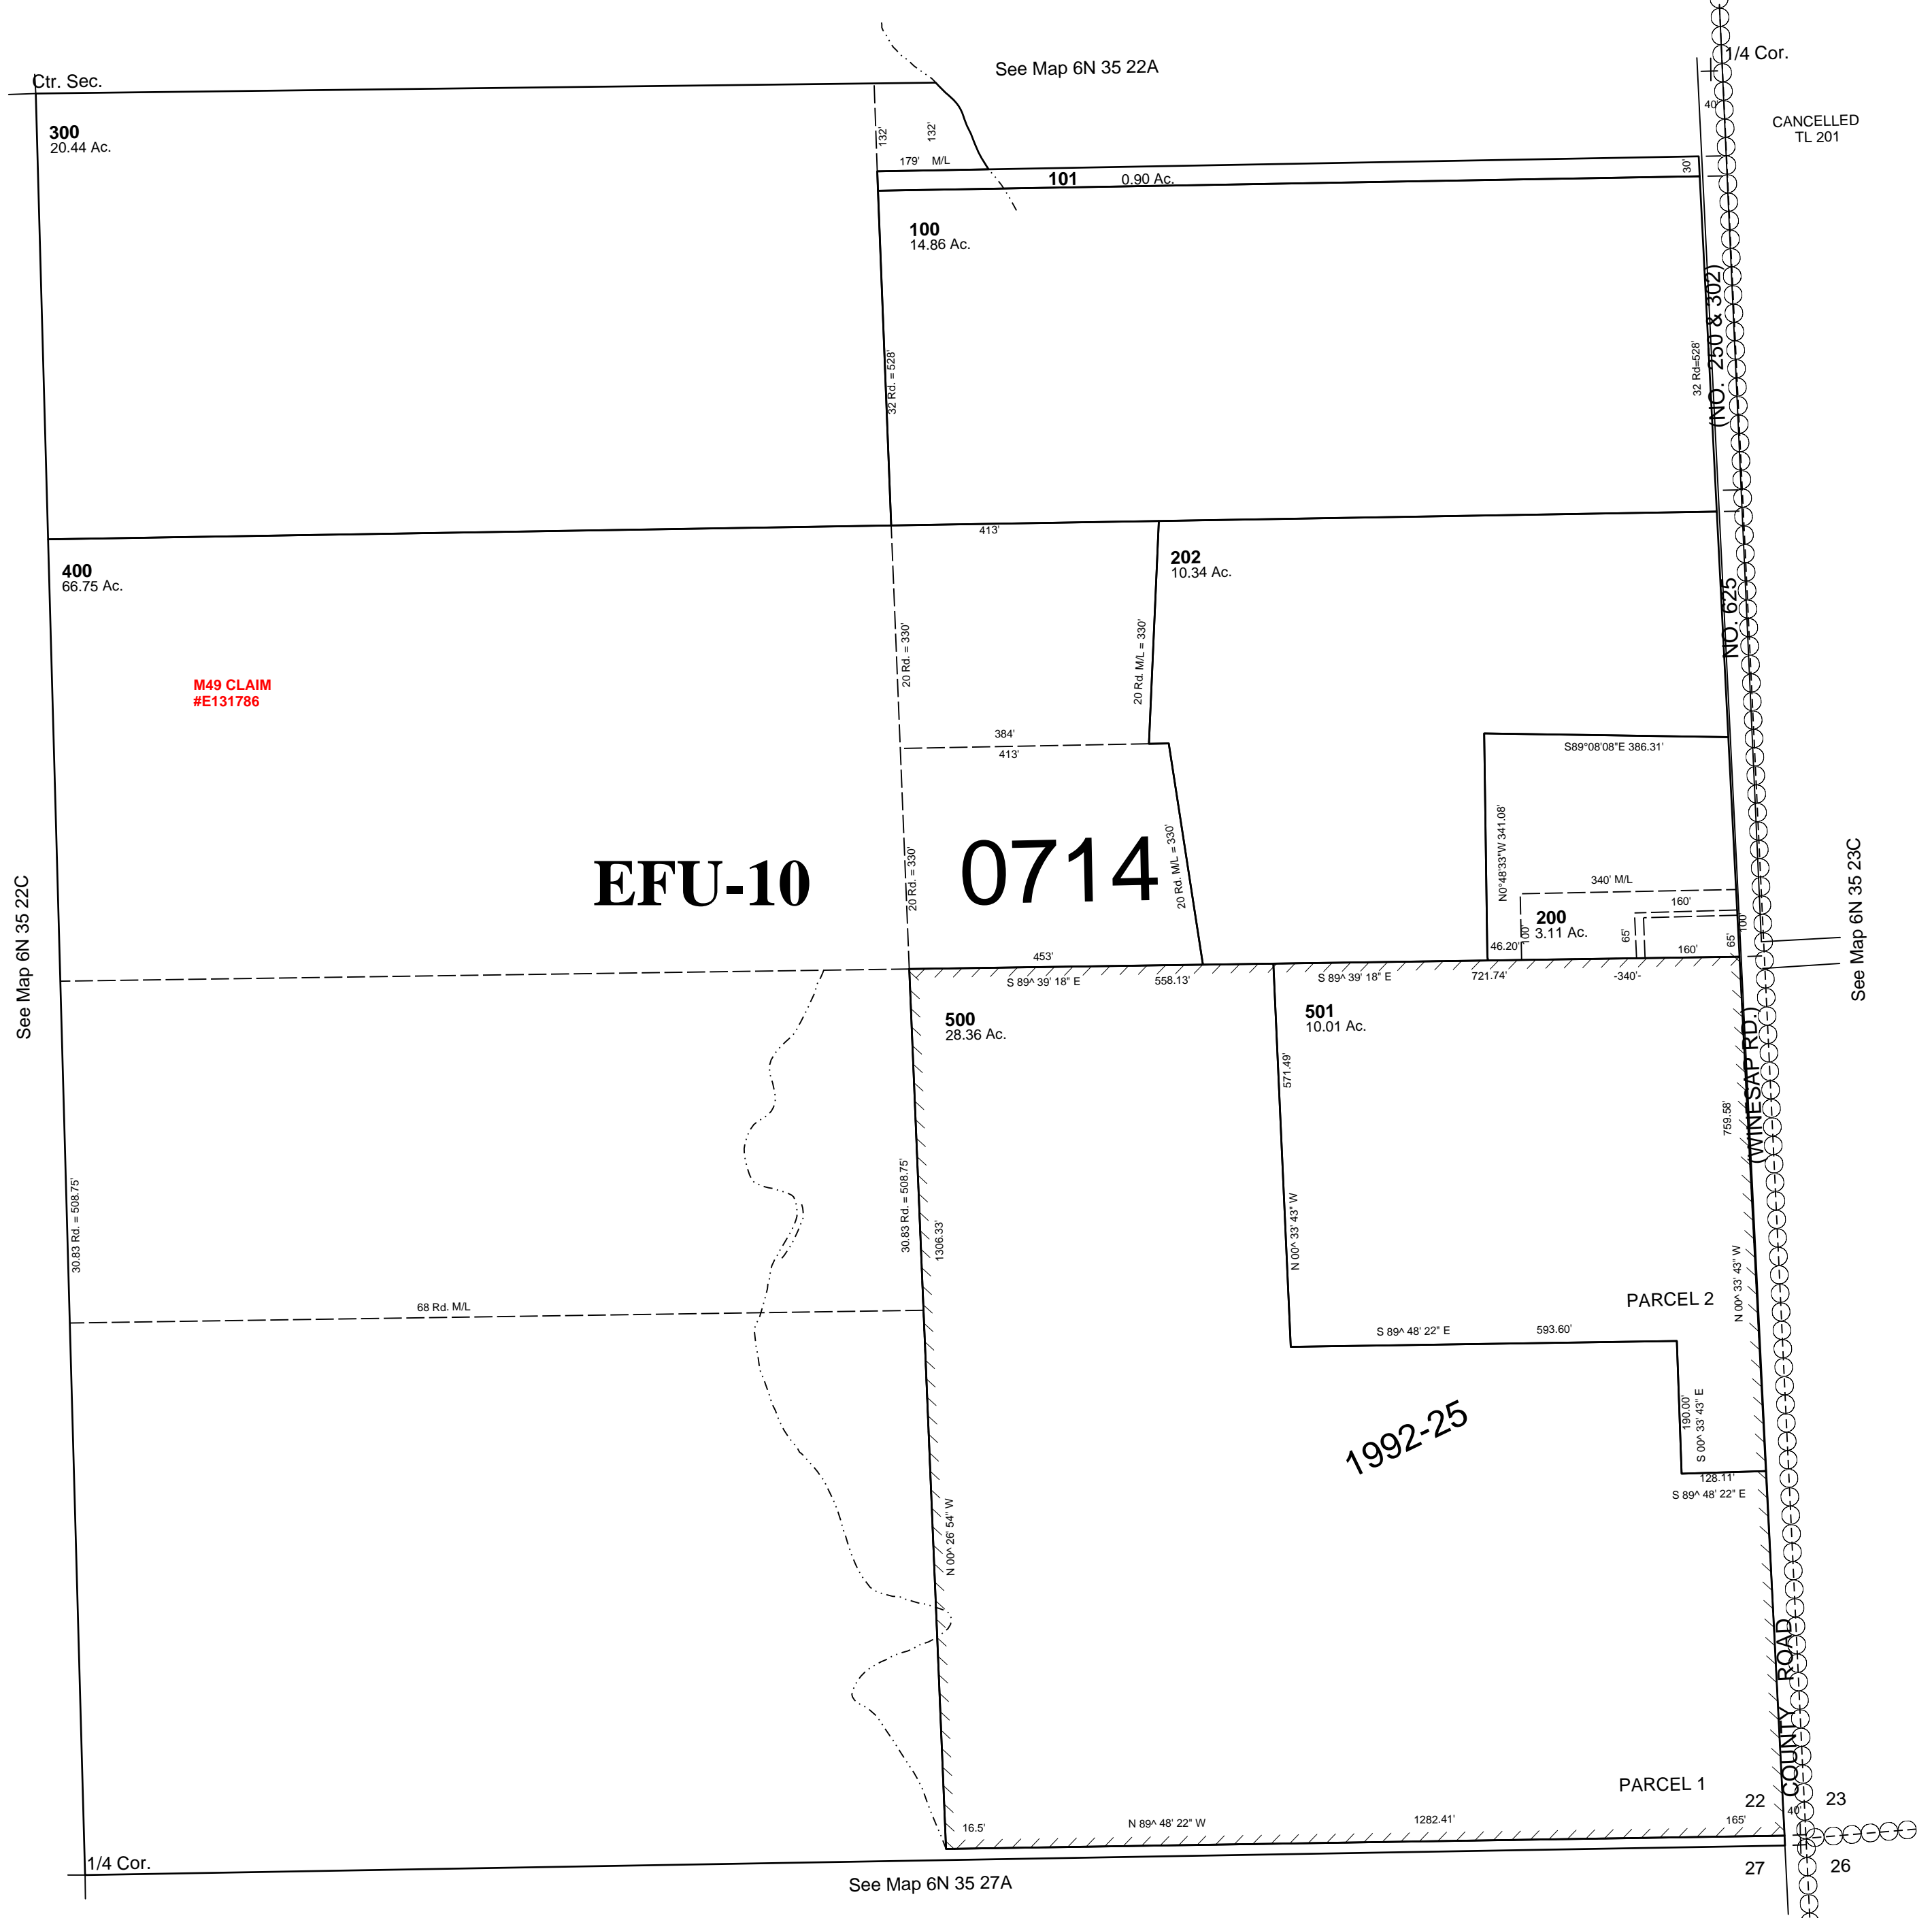 Ctr. Sec.
See Map 6N 35 22A
1/4 Cor.
40'
CANCELLED
TL 201
300
20.44 Ac.
132'
132'
179' M/L
101 0.90 Ac.
30'
100
14.86 Ac.
32 Rd. = 528'
32 Rd=528'
(NO. 250 & 302)
413'
400
66.75 Ac.
202
10.34 Ac.
20 Rd. = 330'
20 Rd. M/L = 330'
NO. 625
M49 CLAIM
#E131786
384'
413'
S89°08'08"E 386.31'
N0°48'33"W 341.08'
EFU-10
0714
20 Rd. = 330'
20 Rd. M/L = 330'
340' M/L
160'
200
3.11 Ac.
100'
65'
65'
100'
46.20'
160'
See Map 6N 35 22C
See Map 6N 35 23C
453'
S 89^ 39' 18" E
558.13'
S 89^ 39' 18" E
721.74'
-340'-
500
28.36 Ac.
501
10.01 Ac.
571.49'
759.58'
(WINESAP RD.)
30.83 Rd. = 508.75'
30.83 Rd. = 508.75'
1306.33'
N 00^ 33' 43" W
N 00^ 33' 43" W
68 Rd. M/L
PARCEL 2
S 89^ 48' 22" E
593.60'
190.00'
S 00^ 33' 43" E
1992-25
128.11'
S 89^ 48' 22" E
N 00^ 26' 54" W
COUNTY ROAD
PARCEL 1
22
23
40'
16.5'
N 89^ 48' 22" W
1282.41'
165'
1/4 Cor.
27
26
See Map 6N 35 27A